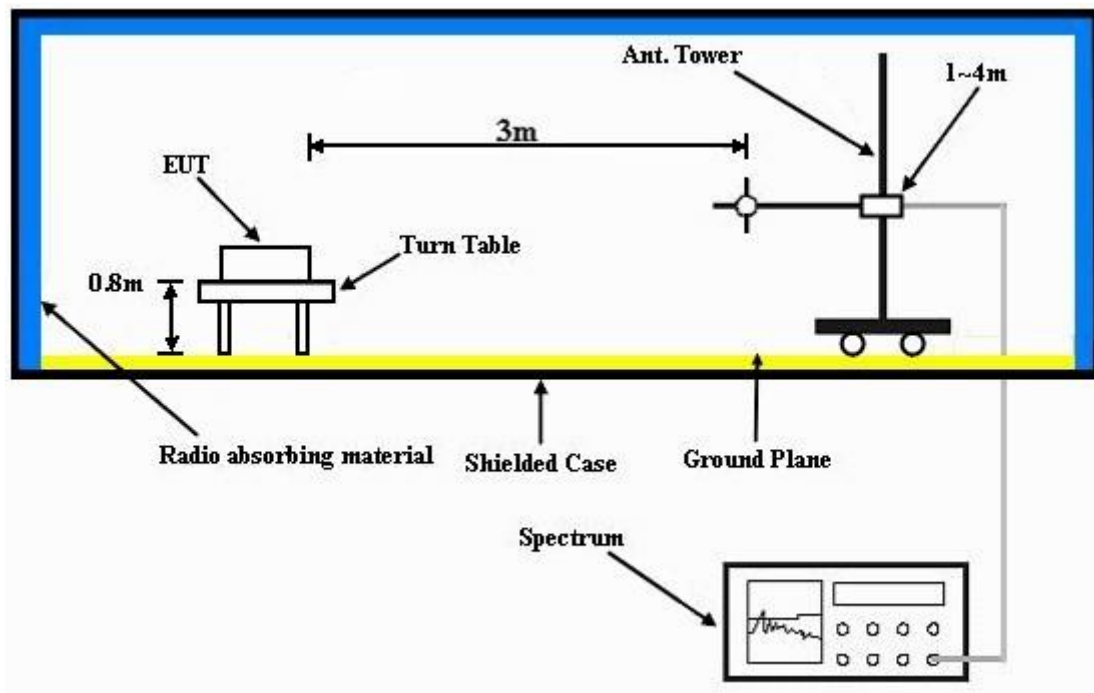 Ant. Tower
1~4m
3m
EUT
Turn Table
0.8m
Radio absorbing material
Shielded Case
Ground Plane
Spectrum